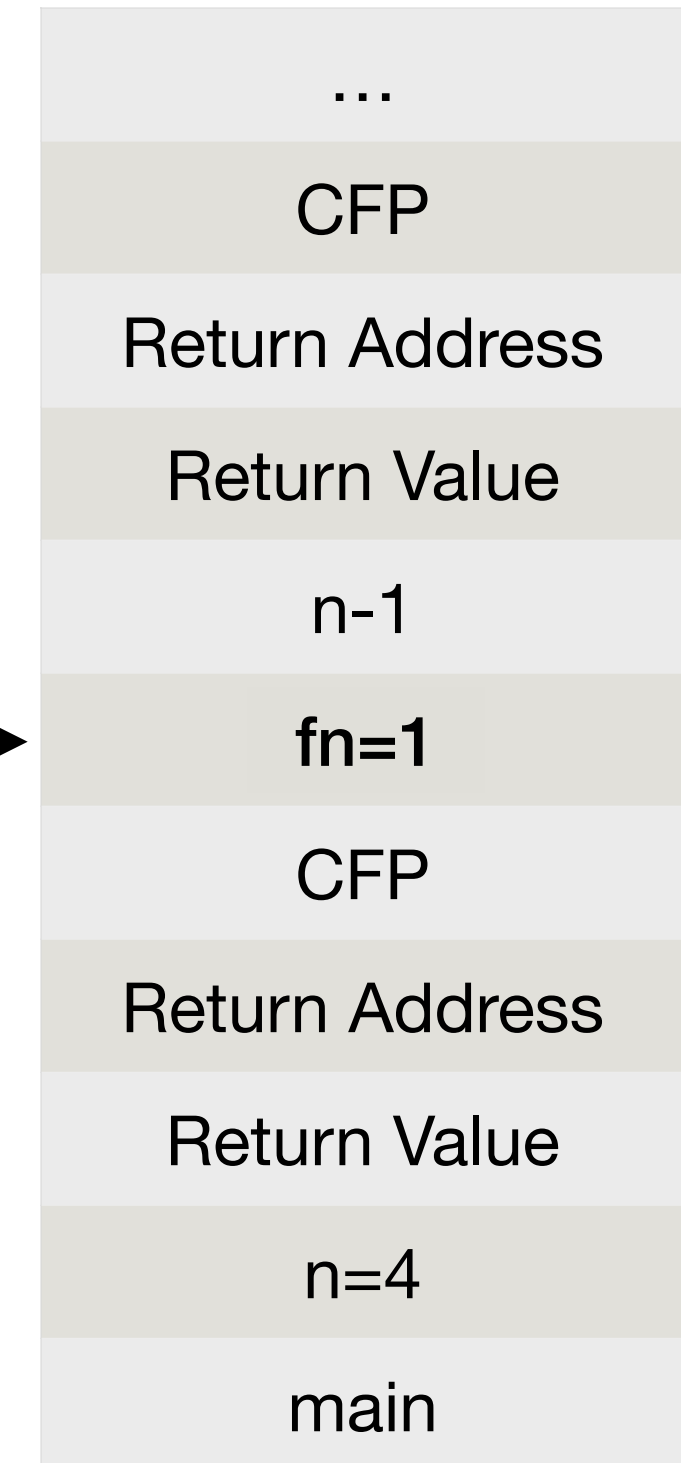 ...
CFP
Return Address
Return Value
n-1
fn=1
CFP
Return Address
Return Value
n=4
main